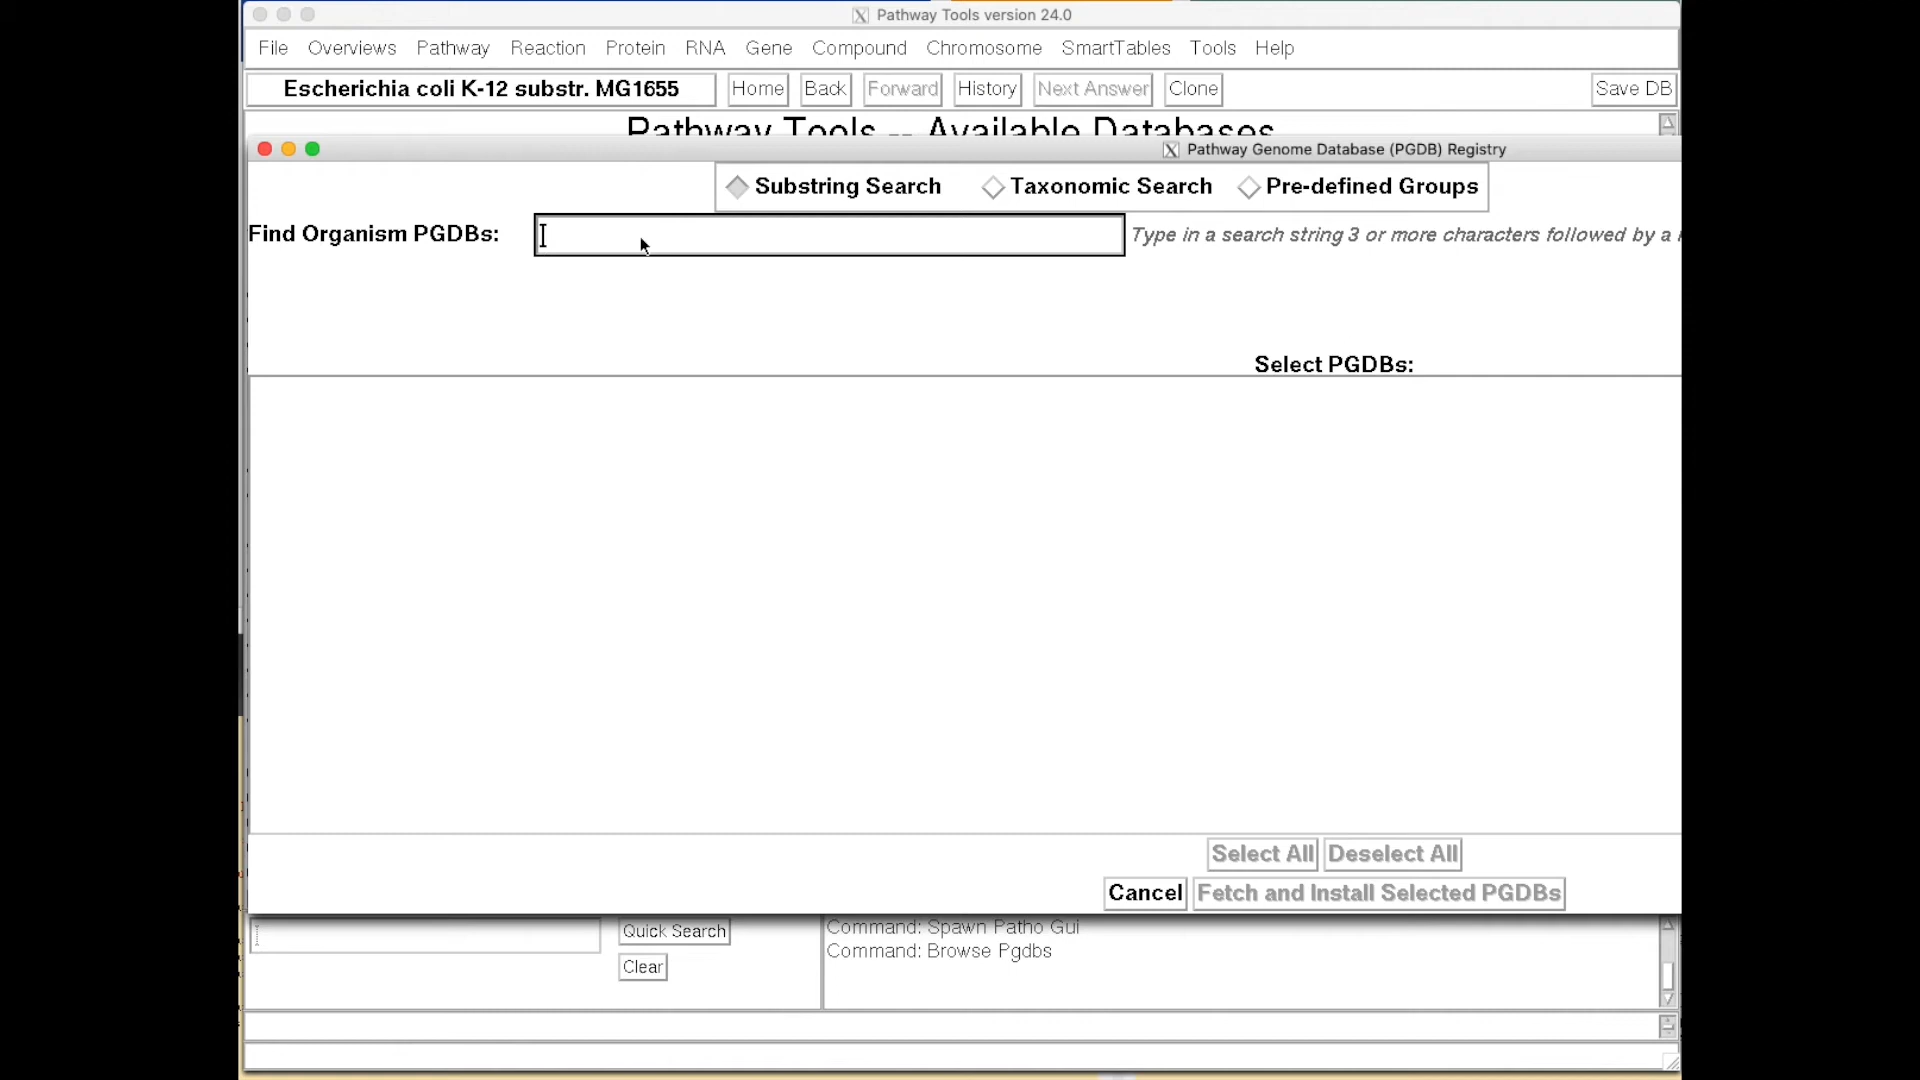 Pathway Tools version 24.0
File Overviews Pathway Reaction Protein RNA Gene Compound Chromosome SmartTables Tools Help
Escherichia coli K-12 substr. MG1655 Home Back Forward History Next Answer Clone Save DB
Pathway Tools -- Available Databases
Pathway Genome Database (PGDB) Registry
Substring Search Taxonomic Search Pre-defined Groups
Find Organism PGDBs: Type in a search string 3 or more characters followed by a
Select PGDBs:
Select All Deselect All
Cancel Fetch and Install Selected PGDBs
Command: Spawn Patho Gui
Quick Search
Command: Browse Pgdbs
Clear